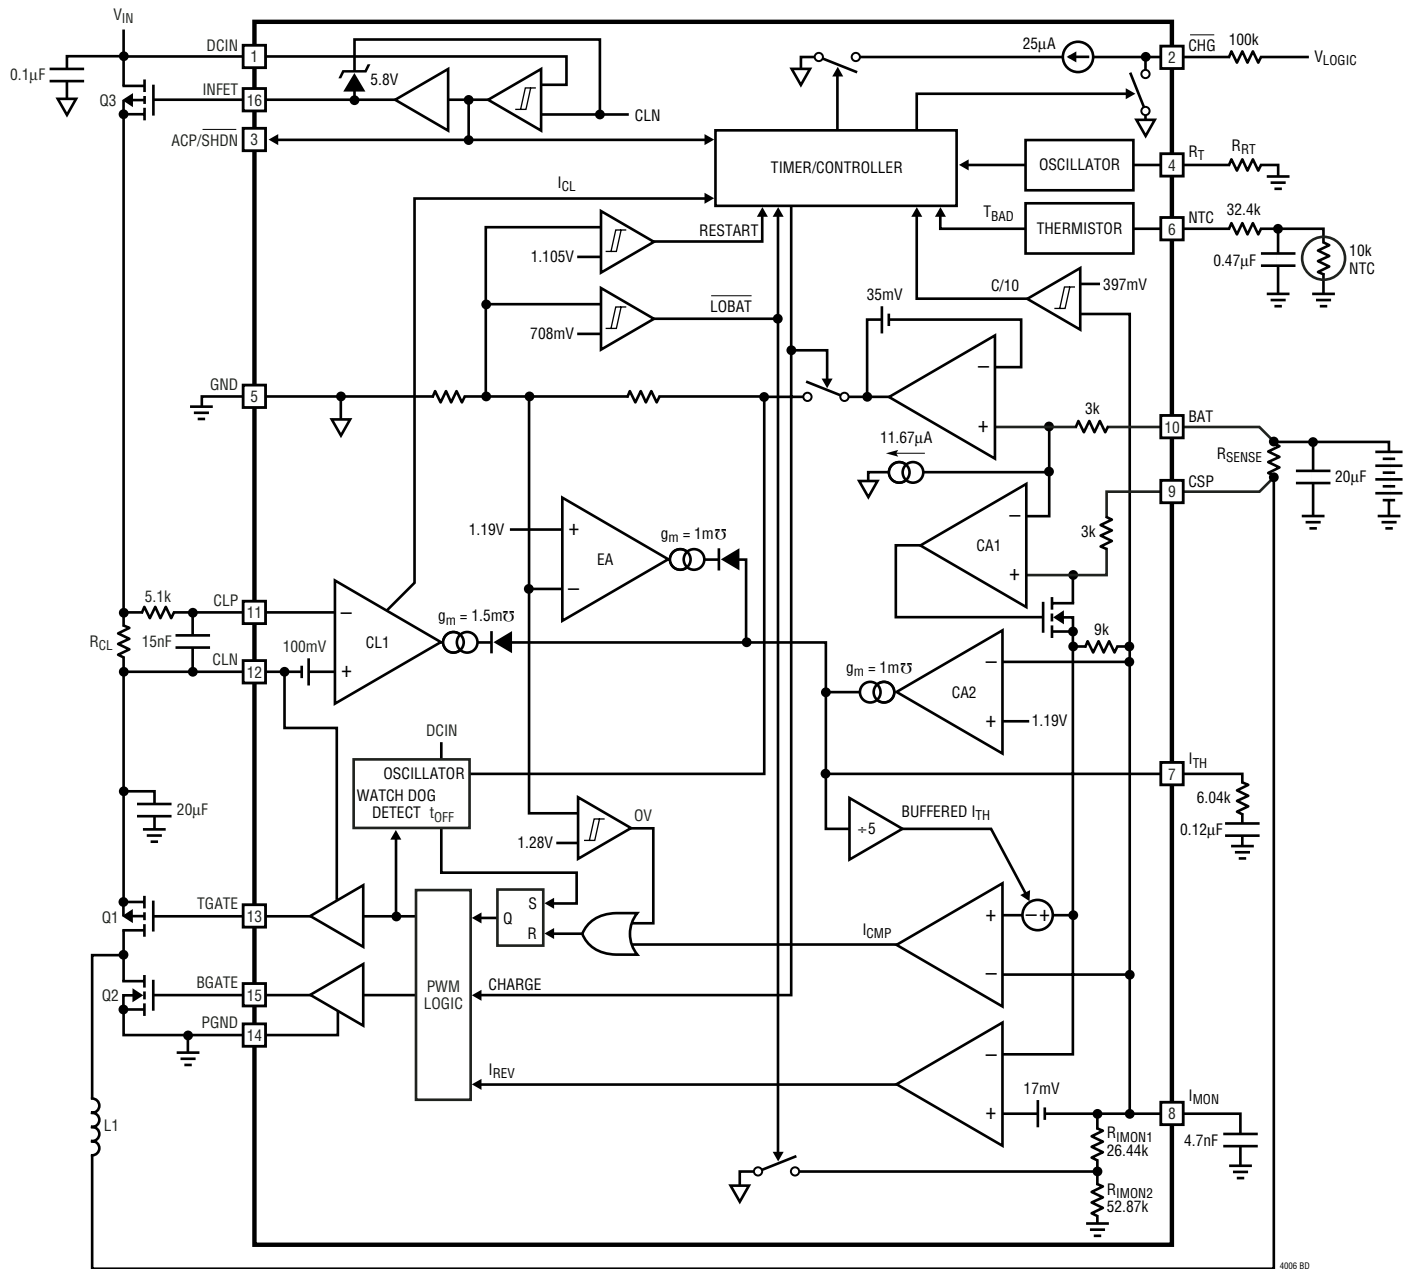 VIN
DCIN
1
0.1µF
Q3
INFET
16
5.8V
CLN
ACP/SHDN
3
25µA
2
CHG
100k
VLOGIC
TIMER/CONTROLLER
OSCILLATOR
4
RT
RRT
ICL
TBAD
THERMISTOR
6
NTC
32.4k
0.47µF
10k
NTC
RESTART
1.105V
C/10
397mV
LOBAT
708mV
35mV
GND
5
−
+
3k
10
BAT
11.67µA
RSENSE
20µF
9
CSP
3k
−
CA1
+
1.19V
+
EA
−
gm = 1m℧
5.1k
CLP
11
RCL
15nF
CLN
12
100mV
−
CL1
+
gm = 1.5m℧
9k
gm = 1m℧
−
CA2
+
1.19V
DCIN
OSCILLATOR
WATCH DOG
DETECT tOFF
20µF
7
ITH
6.04k
0.12µF
OV
1.28V
÷5
BUFFERED ITH
Q1
TGATE
13
S
Q
R
ICMP
+
−
−+
Q2
BGATE
15
PWM
LOGIC
CHARGE
PGND
14
IREV
−
+
17mV
8
IMON
4.7nF
L1
RIMON1
26.44k
RIMON2
52.87k
4006 BD